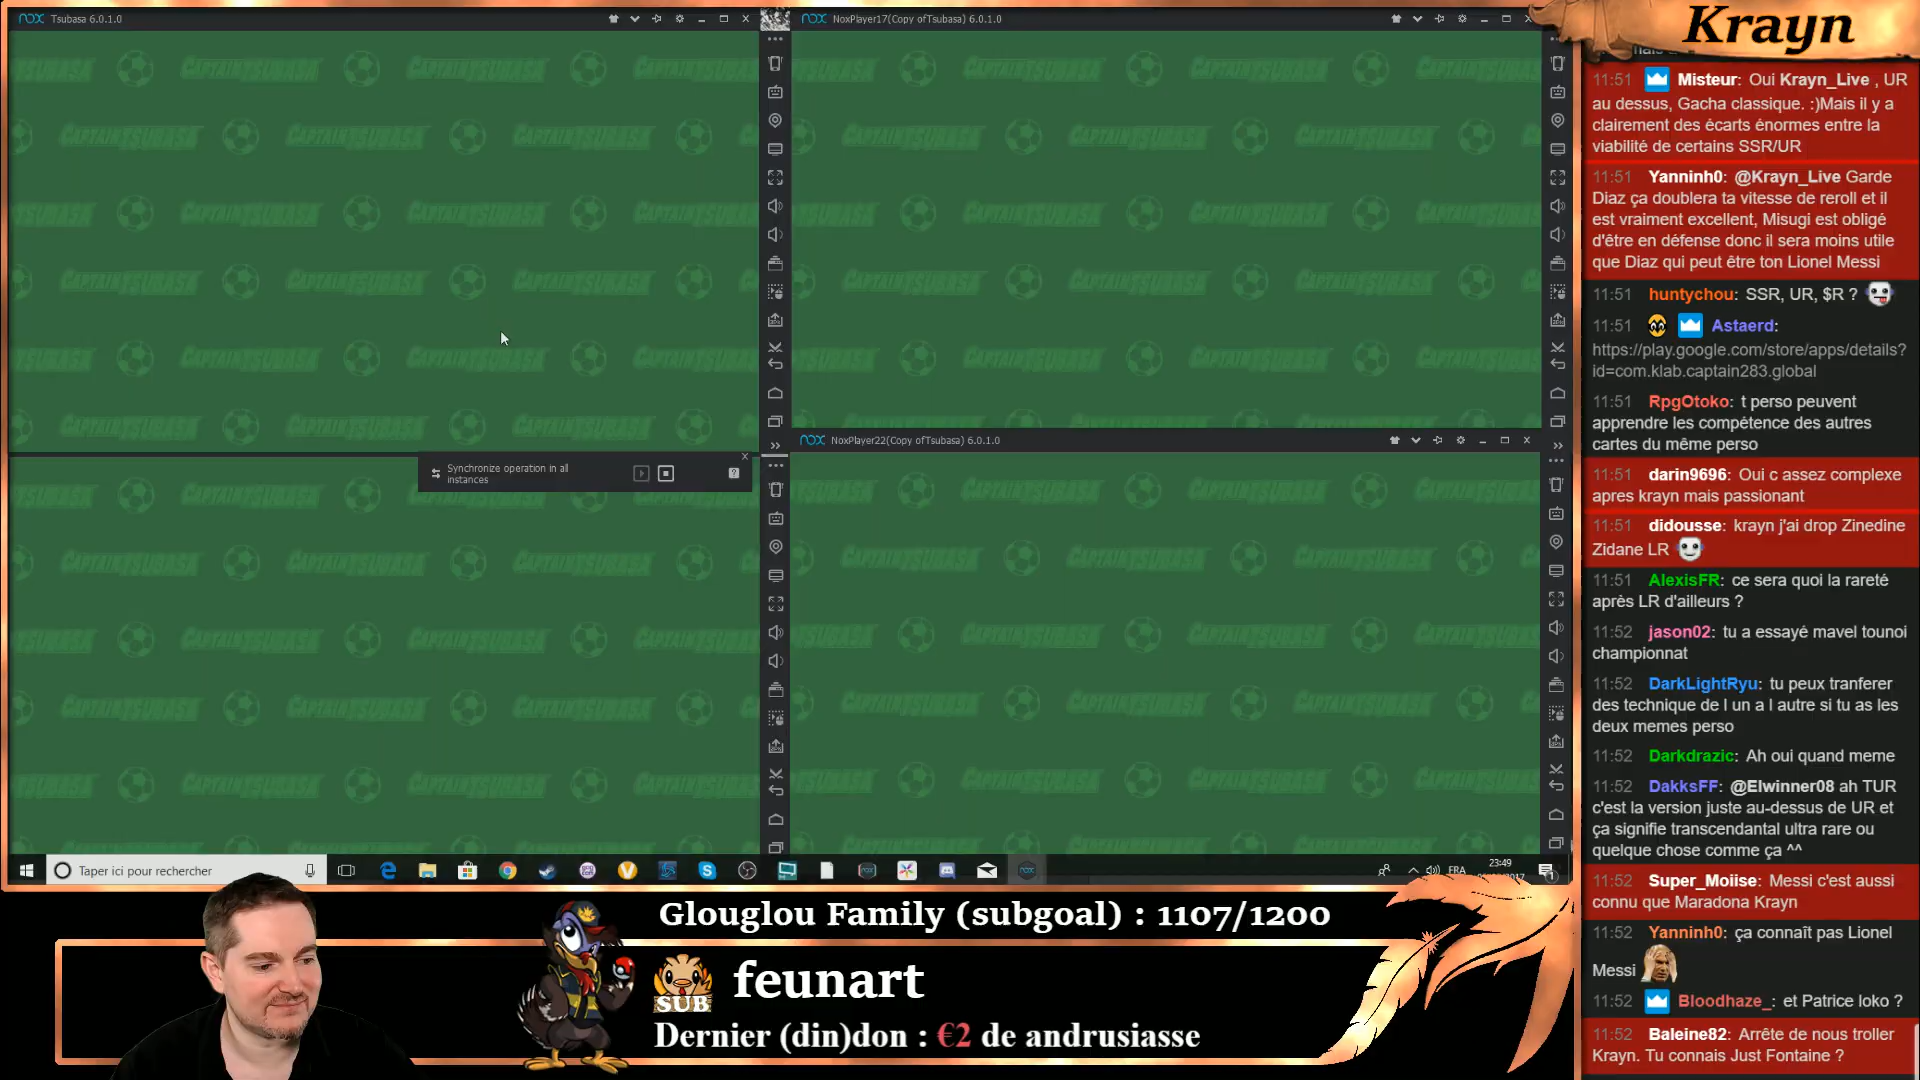 nox Tsubasa 6.0.1.0
nox NoxPlayer17(Copy ofTsubasa) 6.0.1.0
Synchronize operation in all
instances
nox NoxPlayer22(Copy ofTsubasa) 6.0.1.0
CAPTAIN TSUBASA
Taper ici pour rechercher
FRA
23:49
Glouglou Family (subgoal) : 1107/1200
SUB
feunart
Dernier (din)don : €2 de andrusiasse
Krayn
11:51 Misteur: Oui Krayn_Live , UR
au dessus, Gacha classique. :)Mais il y a
clairement des écarts énormes entre la
viabilité de certains SSR/UR
11:51 Yanninh0: @Krayn_Live Garde
Diaz ça doublera ta vitesse de reroll et il
est vraiment excellent, Misugi est obligé
d'être en défense donc il sera moins utile
que Diaz qui peut être ton Lionel Messi
11:51 huntychou: SSR, UR, $R ?
11:51 Astaerd:
https://play.google.com/store/apps/details?
id=com.klab.captain283.global
11:51 RpgOtoko: t perso peuvent
apprendre les compétence des autres
cartes du même perso
11:51 darin9696: Oui c assez complexe
apres krayn mais passionant
11:51 didousse: krayn j'ai drop Zinedine
Zidane LR
11:51 AlexisFR: ce sera quoi la rareté
après LR d'ailleurs ?
11:52 jason02: tu a essayé mavel tounoi
championnat
11:52 DarkLightRyu: tu peux tranferer
des technique de l un a l autre si tu as les
deux memes perso
11:52 Darkdrazic: Ah oui quand meme
11:52 DakksFF: @Elwinner08 ah TUR
c'est la version juste au-dessus de UR et
ça signifie transcendantal ultra rare ou
quelque chose comme ça ^^
11:52 Super_Moiise: Messi c'est aussi
connu que Maradona Krayn
11:52 Yanninh0: ça connaît pas Lionel
Messi
11:52 Bloodhaze_: et Patrice loko ?
11:52 Baleine82: Arrête de nous troller
Krayn. Tu connais Just Fontaine ?